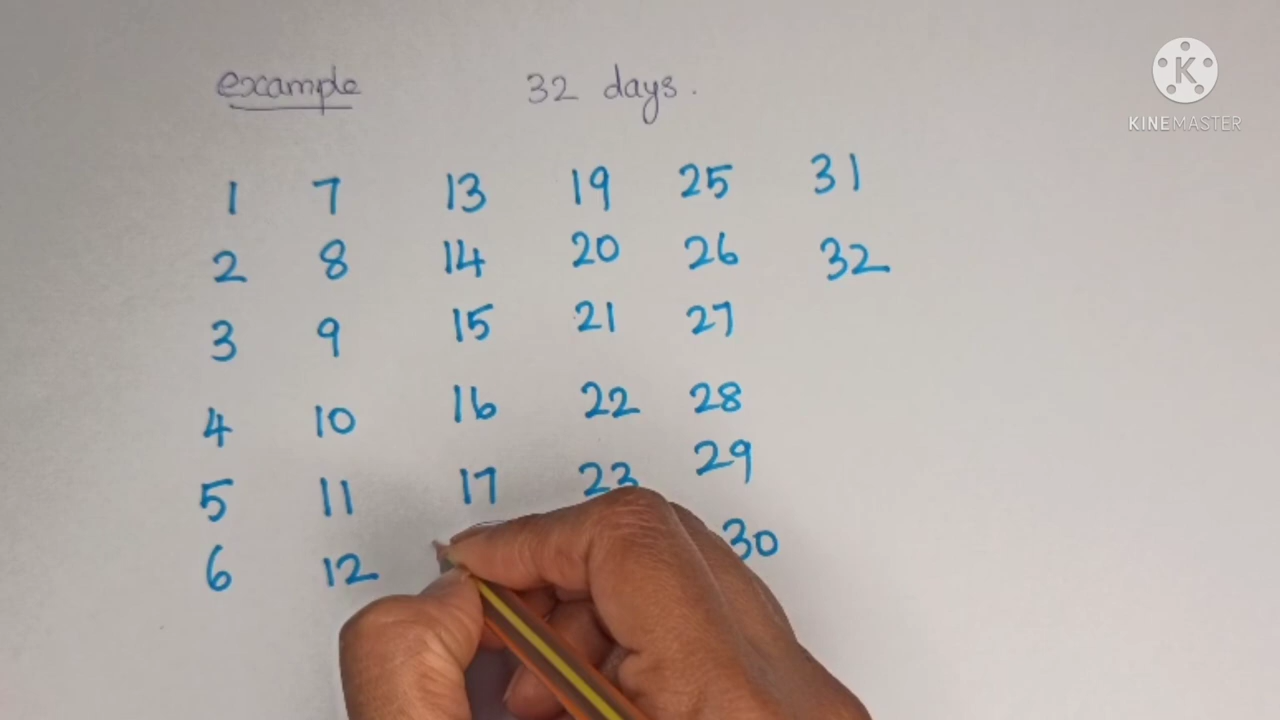 example 32 days.
1 7 13 19 25 31
2 8 14 20 26 32
3 9 15 21 27
4 10 16 22 28
5 11 17 23 29
6 12 30
K
KINEMASTER